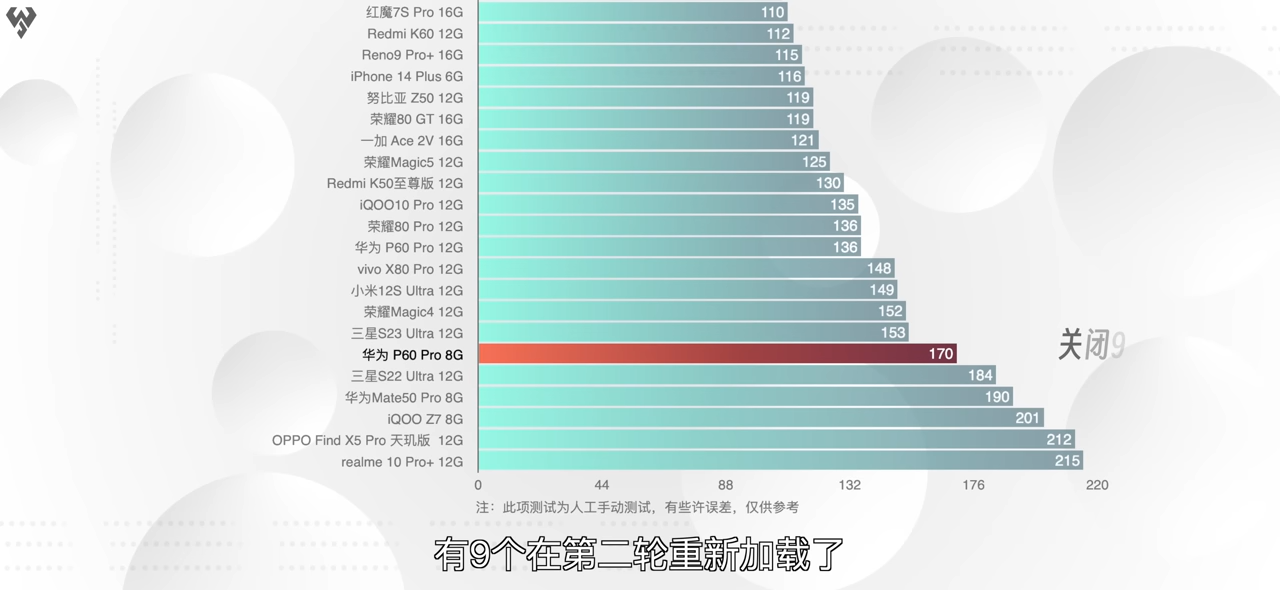 红魔7S Pro 16G 110
Redmi K60 12G 112
Reno9 Pro+ 16G 115
iPhone 14 Plus 6G 116
努比亚 Z50 12G 119
荣耀80 GT 16G 119
一加 Ace 2V 16G 121
荣耀Magic5 12G 125
Redmi K50至尊版 12G 130
iQOO10 Pro 12G 135
荣耀80 Pro 12G 136
华为 P60 Pro 12G 136
vivo X80 Pro 12G 148
小米12S Ultra 12G 149
荣耀Magic4 12G 152
三星S23 Ultra 12G 153
华为 P60 Pro 8G 170
关闭9
三星S22 Ultra 12G 184
华为Mate50 Pro 8G 190
iQOO Z7 8G 201
OPPO Find X5 Pro 天玑版 12G 212
realme 10 Pro+ 12G 215
0 44 88 132 176 220
注：此项测试为人工手动测试，有些许误差，仅供参考
有9个在第二轮重新加载了